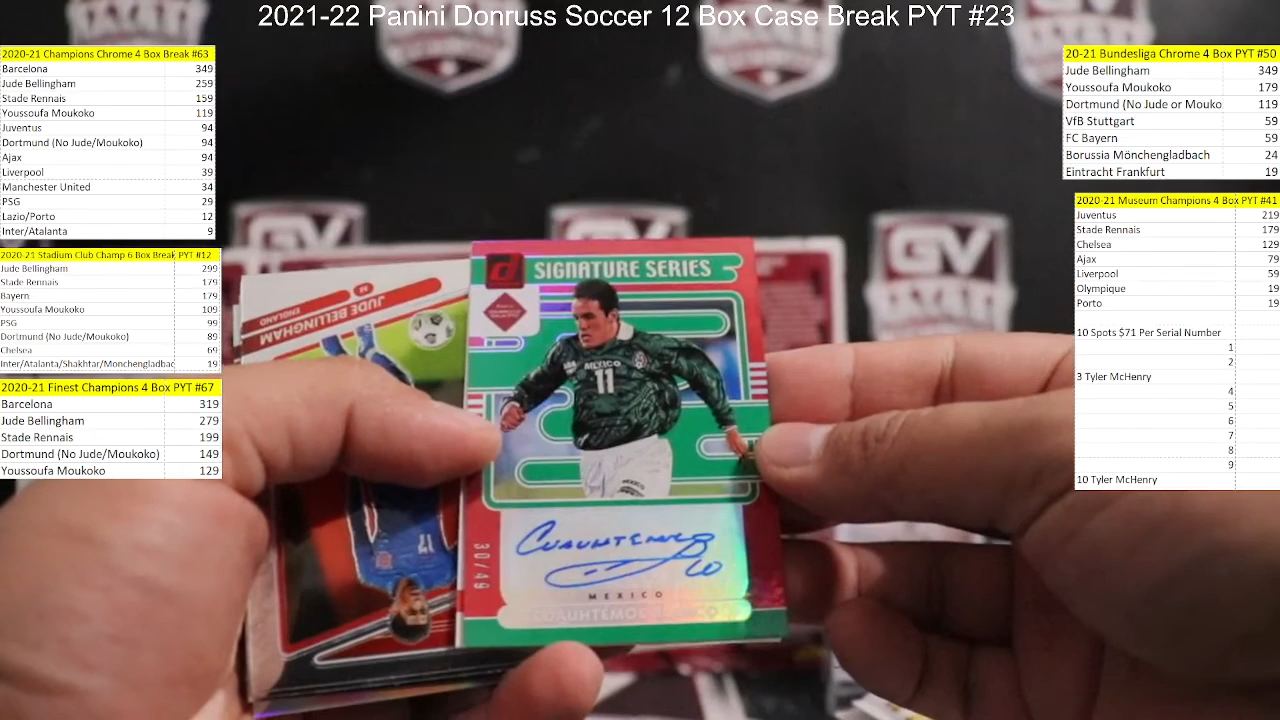 2021-22 Panini Donruss Soccer 12 Box Case Break PYT #23
2020-21 Champions Chrome 4 Box Break #63
Barcelona 349
Jude Bellingham 259
Stade Rennais 159
Youssoufa Moukoko 119
Juventus 94
Dortmund (No Jude/Moukoko) 94
Ajax 94
Liverpool 39
Manchester United 34
PSG 29
Lazio/Porto 12
Inter/Atalanta 9
2020-21 Stadium Club Champ 6 Box Break PYT #12
Jude Bellingham 299
Stade Rennais 179
Bayern 179
Youssoufa Moukoko 109
PSG 99
Dortmund (No Jude/Moukoko) 89
Chelsea 69
Inter/Atalanta/Shakhtar/Monchengladbac 19
2020-21 Finest Champions 4 Box PYT #67
Barcelona 319
Jude Bellingham 279
Stade Rennais 199
Dortmund (No Jude/Moukoko) 149
Youssoufa Moukoko 129
20-21 Bundesliga Chrome 4 Box PYT #50
Jude Bellingham 349
Youssoufa Moukoko 179
Dortmund (No Jude or Mouko 119
VfB Stuttgart 59
FC Bayern 59
Borussia Mönchengladbach 24
Eintracht Frankfurt 19
2020-21 Museum Champions 4 Box PYT #41
Juventus 219
Stade Rennais 179
Chelsea 129
Ajax 79
Liverpool 59
Olympique 19
Porto 19
10 Spots $71 Per Serial Number
1
2
3 Tyler McHenry
4
5
6
7
8
9
10 Tyler McHenry
GV
JUDE BELLINGHAM
ENGLAND
SIGNATURE SERIES
MEXICO
11
30/49
MEXICO